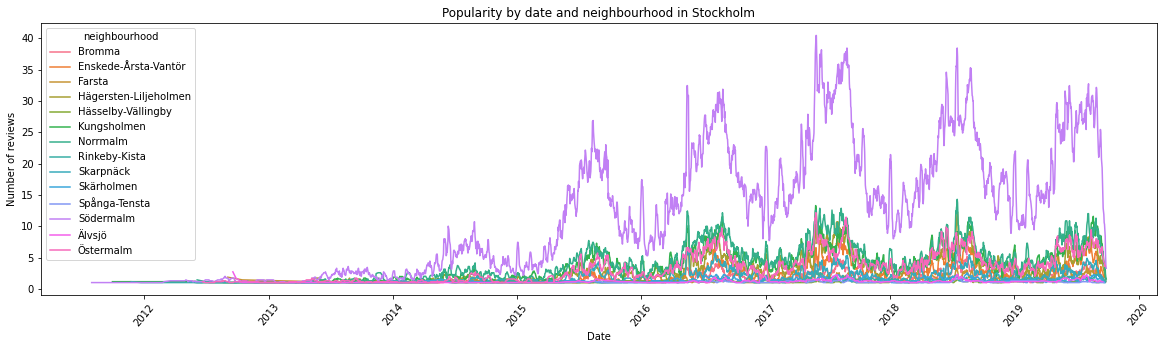 Popularity by date and neighbourhood in Stockholm
neighbourhood
Bromma
Enskede-Årsta-Vantör
Farsta
Hägersten-Liljeholmen
Hässelby-Vällingby
Kungsholmen
Norrmalm
Rinkeby-Kista
Skarpnäck
Skärholmen
Spånga-Tensta
Södermalm
Älvsjö
Östermalm
Number of reviews
40
35
30
25
20
15
10
5
0
2012
2013
2014
2015
2016
2017
2018
2019
2020
Date